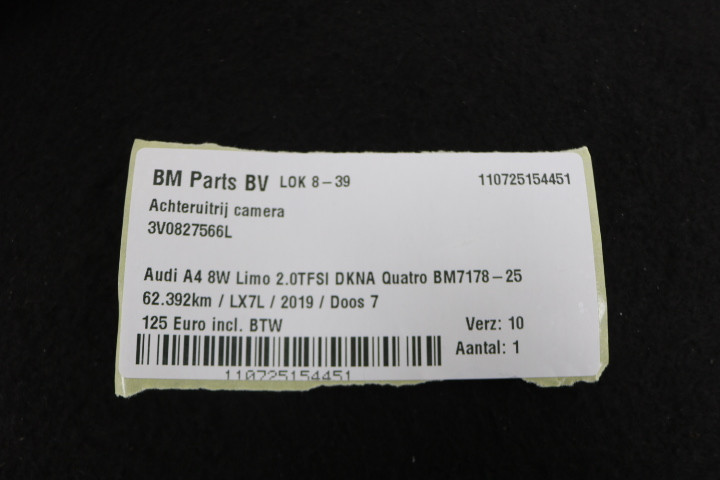 BM Parts BV LOK 8-39 110725154451
Achteruitrij camera
3V0827566L
Audi A4 8W Limo 2.0TFSI DKNA Quatro BM7178-25
62.392km / LX7L / 2019 / Doos 7
125 Euro incl. BTW Verz: 10
Aantal: 1
110725154451